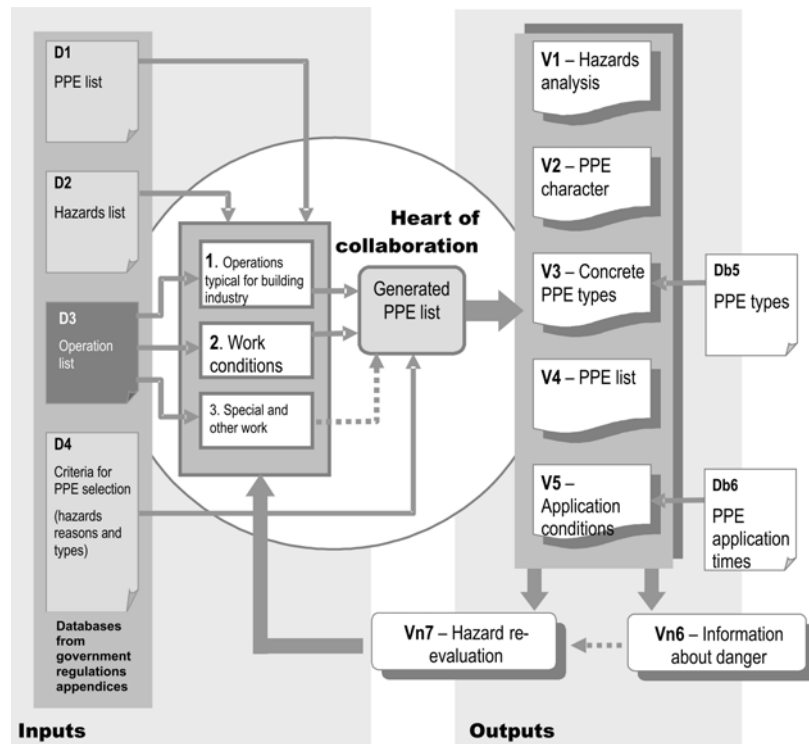 D1
PPE list
D2
Hazards list
D3
Operation
list
D4
Criteria for
PPE selection
(hazards
reasons and
types)
Databases
from
government
regulations
appendices
Inputs
1. Operations
typical for building
industry
2. Work
conditions
3. Special and
other work
Heart of
collaboration
Generated
PPE list
V1 – Hazards
analysis
V2 – PPE
character
V3 – Concrete
PPE types
V4 – PPE list
V5 –
Application
conditions
Db5
PPE types
Db6
PPE
application
times
Vn7 – Hazard re-
evaluation
Vn6 – Information
about danger
Outputs